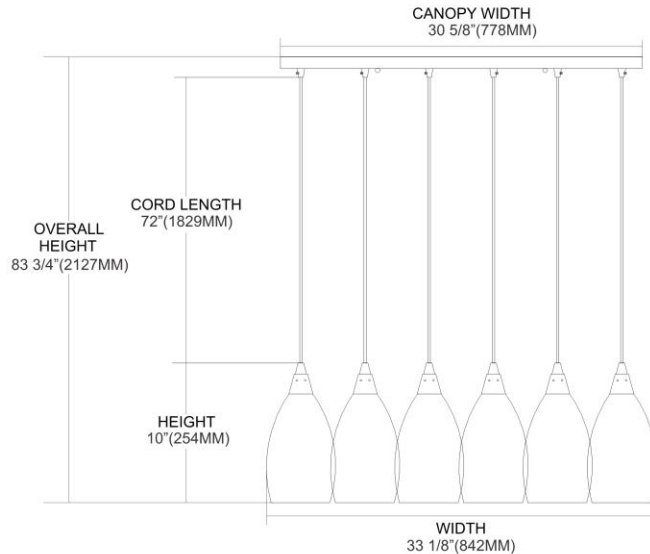 CANOPY WIDTH
30 5/8”(778MM)
CORD LENGTH
72”(1829MM)
OVERALL
HEIGHT
83 3/4”(2127MM)
HEIGHT
10”(254MM)
WIDTH
33 1/8”(842MM)